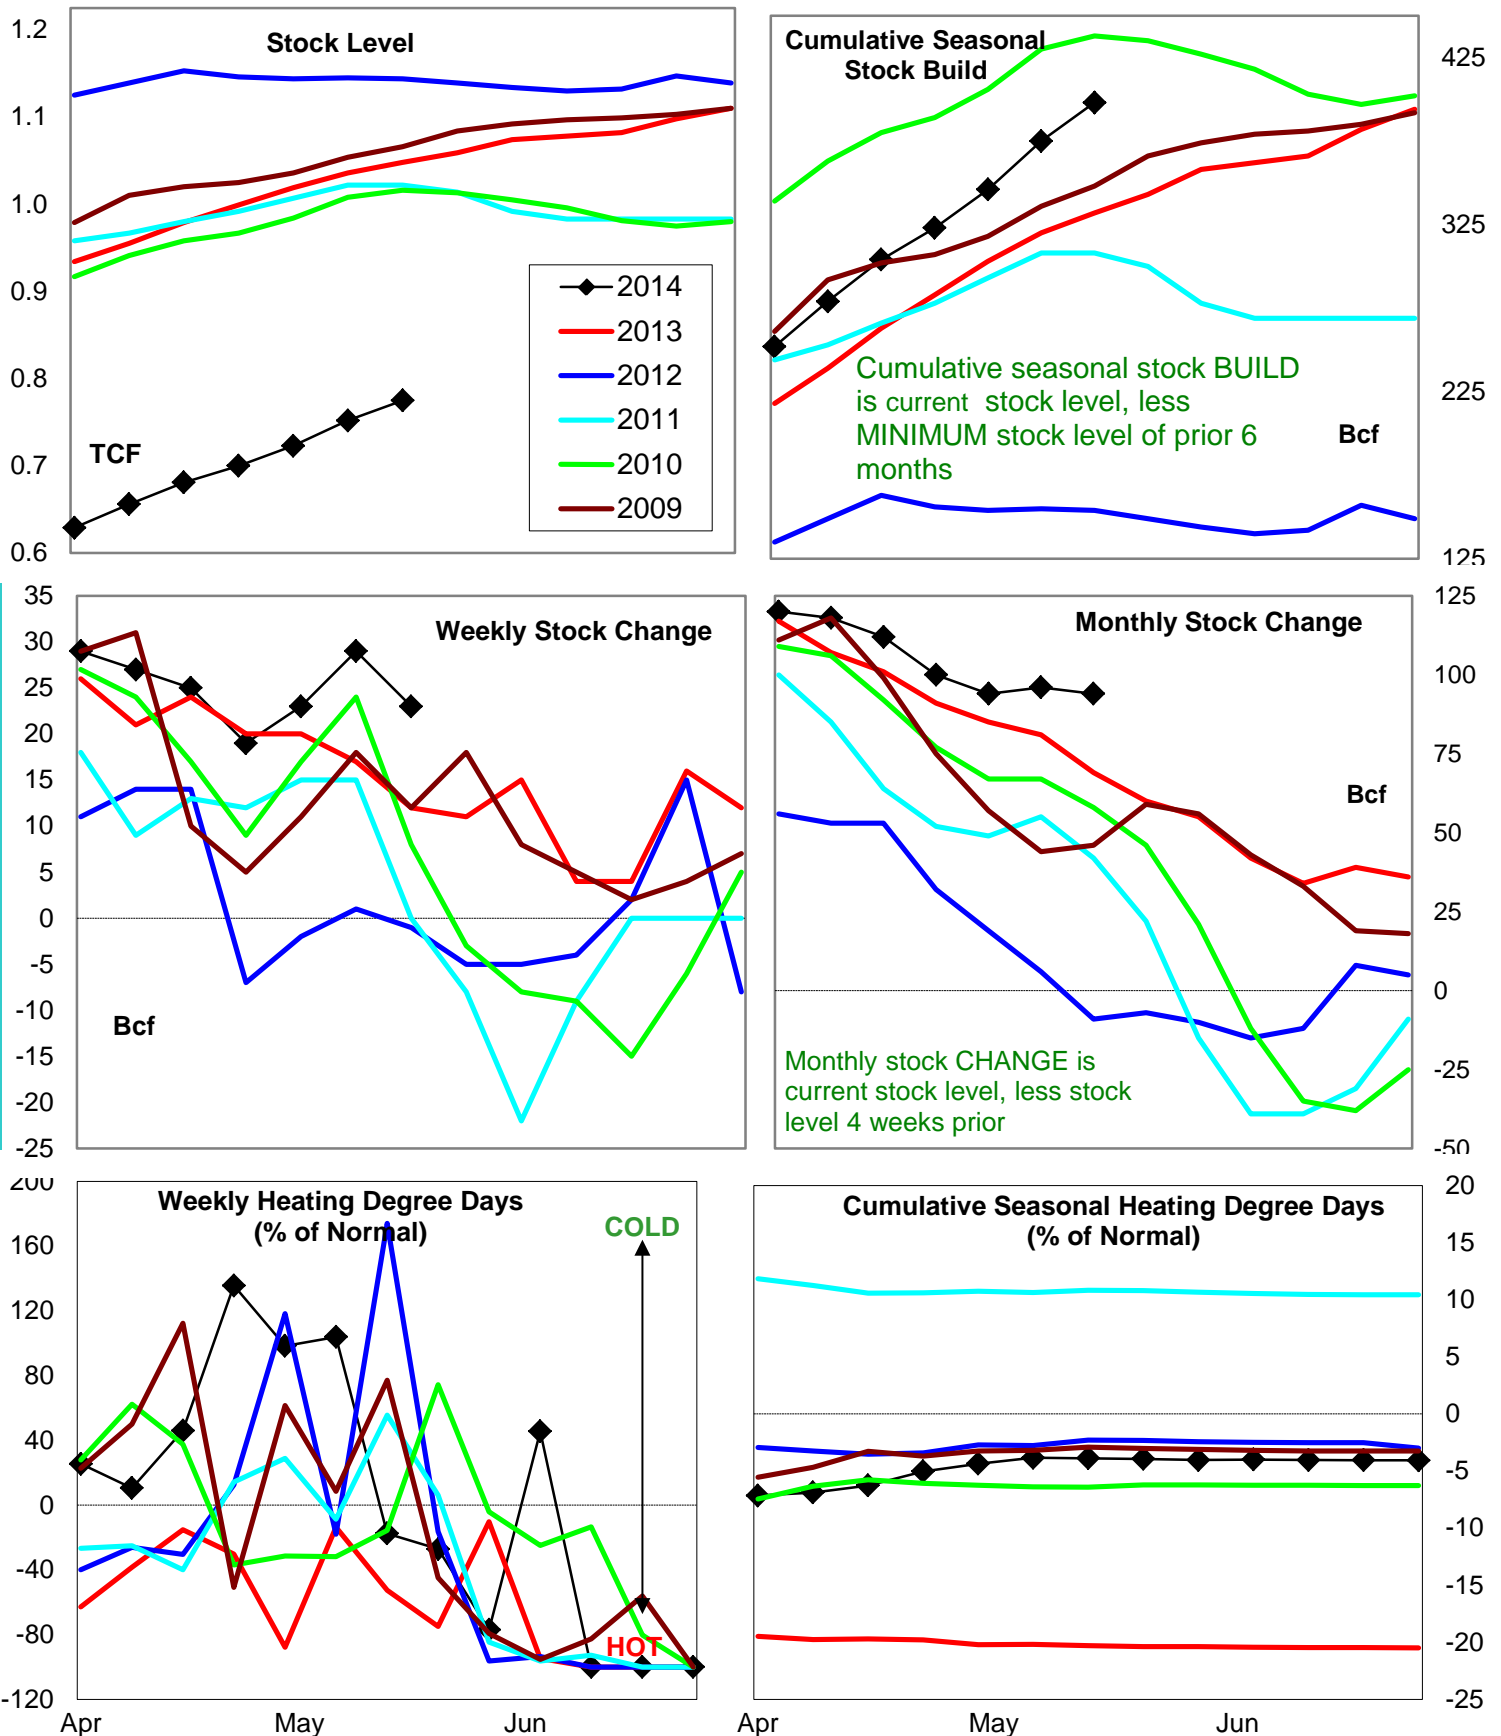 Stock Level
1.2
1.1
1.0
0.9
0.8
0.7
0.6
TCF
2014
2013
2012
2011
2010
2009
Cumulative Seasonal
Stock Build
425
325
225
125
Cumulative seasonal stock BUILD
is current stock level, less
MINIMUM stock level of prior 6
months
Bcf
Weekly Stock Change
35
30
25
20
15
10
5
0
-5
-10
-15
-20
-25
Bcf
Monthly Stock Change
125
100
75
50
25
0
-25
-50
Bcf
Monthly stock CHANGE is
current stock level, less stock
level 4 weeks prior
Weekly Heating Degree Days
(% of Normal)
200
160
120
80
40
0
-40
-80
-120
COLD
HOT
Apr
May
Jun
Cumulative Seasonal Heating Degree Days
(% of Normal)
20
15
10
5
0
-5
-10
-15
-20
-25
Apr
May
Jun